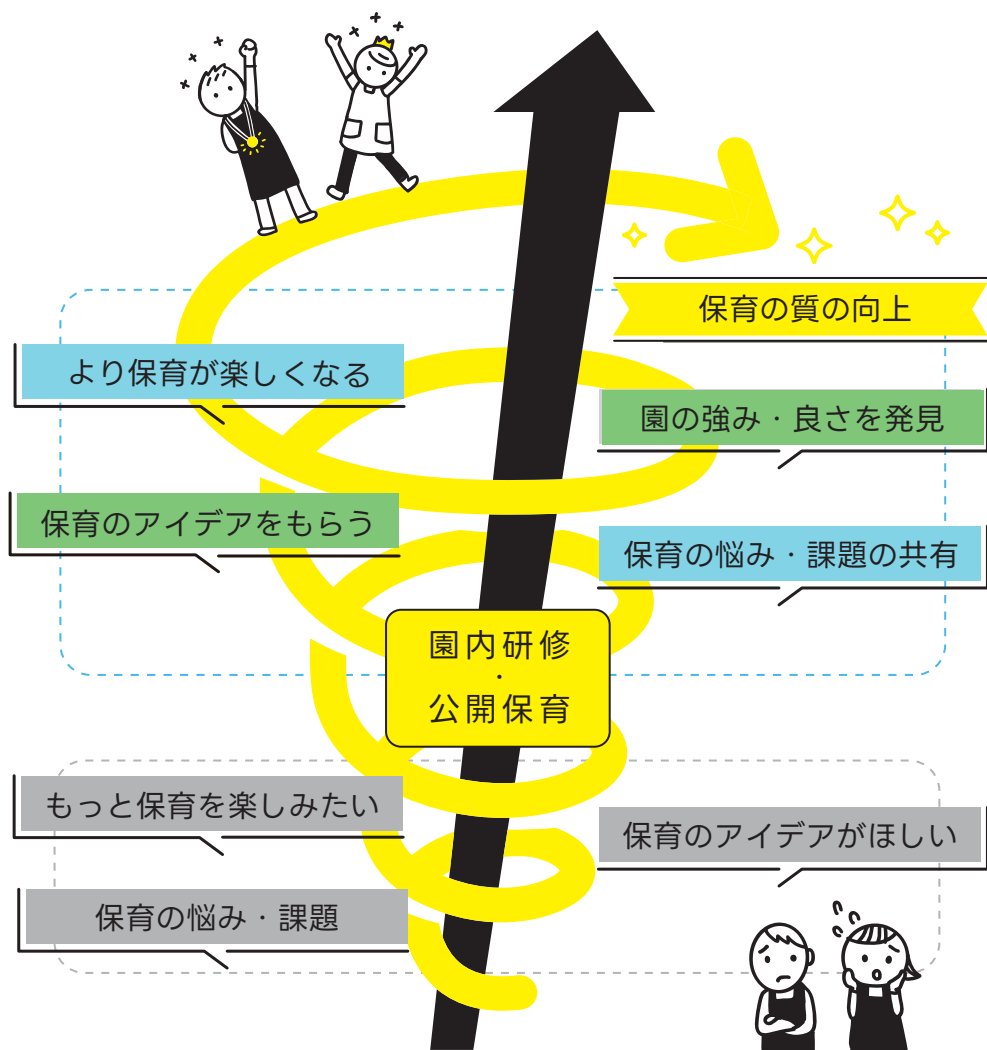 保育の質の向上
より保育が楽しくなる
園の強み・良さを発見
保育のアイデアをもらう
保育の悩み・課題の共有
園内研修
・
公開保育
もっと保育を楽しみたい
保育のアイデアがほしい
保育の悩み・課題